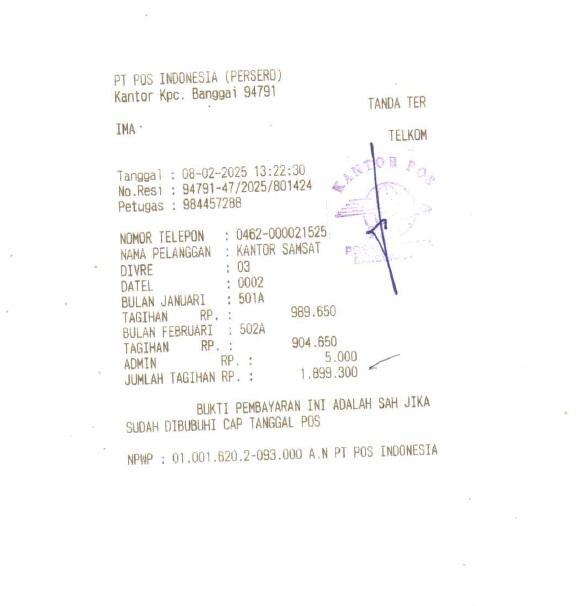 PT POS INDONESIA (PERSERO)
Kantor Kpc. Banggai 94791
TANDA TER
IMA
TELKOM
Tanggal : 08-02-2025 13:22:30
No.Resi : 94791-47/2025/801424
Petugas : 984457288
KANTOR POS
NOMOR TELEPON : 0462-000021525
NAMA PELANGGAN : KANTOR SAMSAT
DIVRE : 03
DATEL : 0002
BULAN JANUARI : 501A
TAGIHAN RP. : 989.650
BULAN FEBRUARI : 502A
TAGIHAN RP. : 904.650
ADMIN RP. : 5.000
JUMLAH TAGIHAN RP. : 1.899.300
BUKTI PEMBAYARAN INI ADALAH SAH JIKA
SUDAH DIBUBUHI CAP TANGGAL POS
NPWP : 01.001.620.2-093.000 A.N PT POS INDONESIA